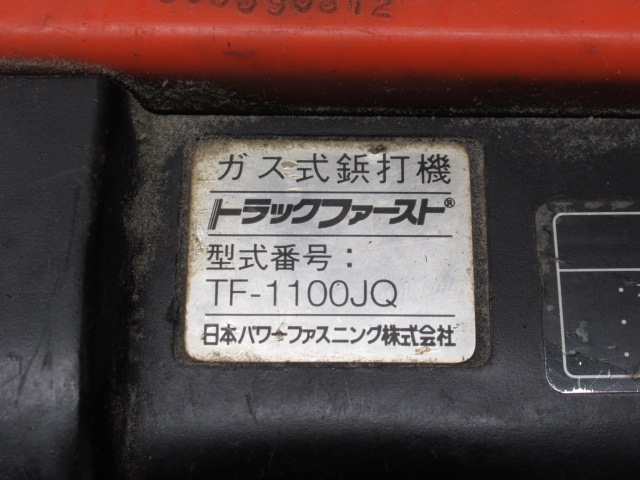 ガス式鋲打機
トラックファースト®
型式番号：
TF-1100JQ
日本パワーファスニング株式会社